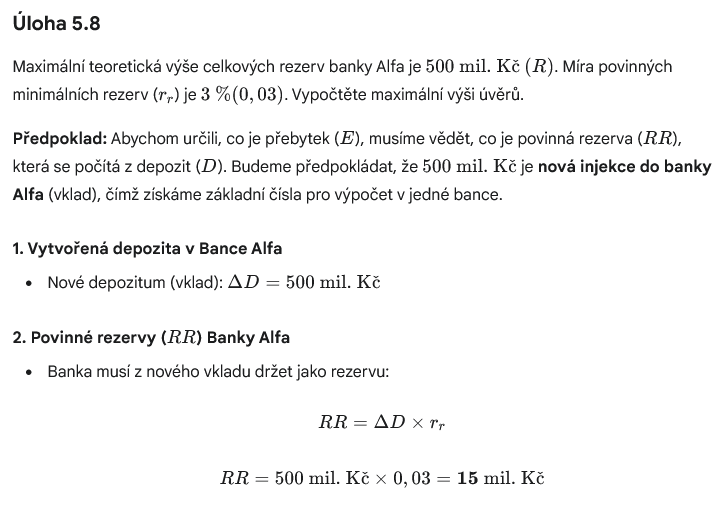 Úloha 5.8
Maximální teoretická výše celkových rezerv banky Alfa je 500 mil. Kč (R). Míra povinných
minimálních rezerv (r_r) je 3 %(0, 03). Vypočtěte maximální výši úvěrů.
Předpoklad: Abychom určili, co je přebytek (E), musíme vědět, co je povinná rezerva (RR),
která se počítá z depozit (D). Budeme předpokládat, že 500 mil. Kč je nová injekce do banky
Alfa (vklad), čímž získáme základní čísla pro výpočet v jedné bance.
1. Vytvořená depozita v Bance Alfa
• Nové depozitum (vklad): ΔD = 500 mil. Kč
2. Povinné rezervy (RR) Banky Alfa
• Banka musí z nového vkladu držet jako rezervu:
RR = ΔD × r_r
RR = 500 mil. Kč × 0, 03 = 15 mil. Kč